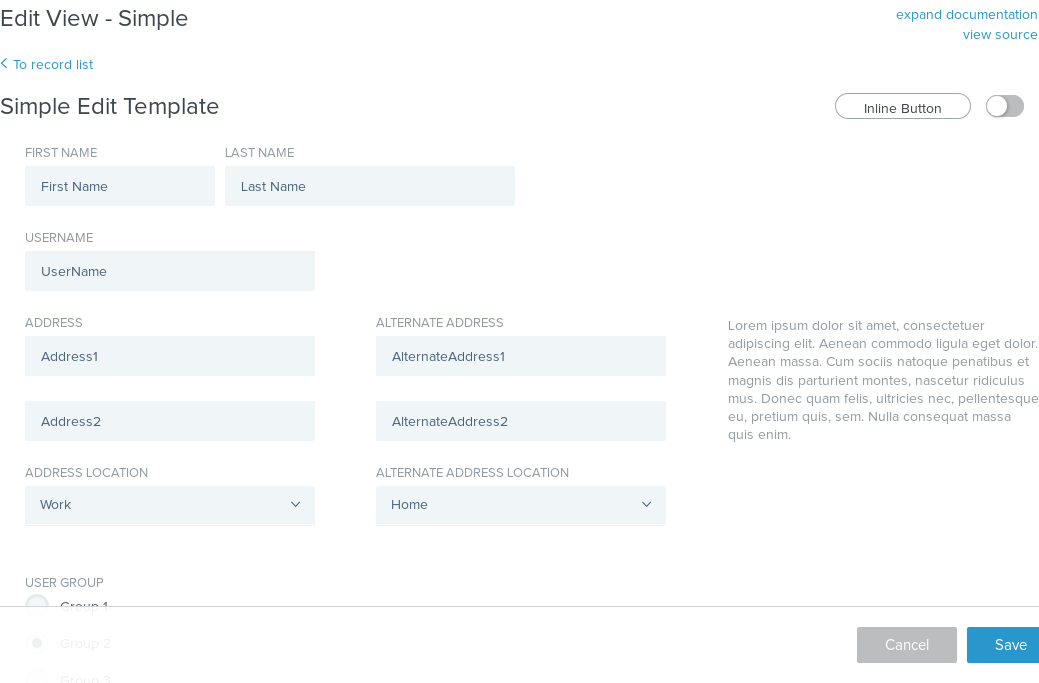 Edit View - Simple
expand documentation
view source
To record list
Simple Edit Template
Inline Button
FIRST NAME
LAST NAME
First Name
Last Name
USERNAME
UserName
ADDRESS
ALTERNATE ADDRESS
Address1
AlternateAddress1
Address2
AlternateAddress2
Lorem ipsum dolor sit amet, consectetuer
adipiscing elit. Aenean commodo ligula eget dolor.
Aenean massa. Cum sociis natoque penatibus et
magnis dis parturient montes, nascetur ridiculus
mus. Donec quam felis, ultricies nec, pellentesque
eu, pretium quis, sem. Nulla consequat massa
quis enim.
ADDRESS LOCATION
ALTERNATE ADDRESS LOCATION
Work
Home
USER GROUP
Group 1
Group 2
Group 3
Cancel
Save